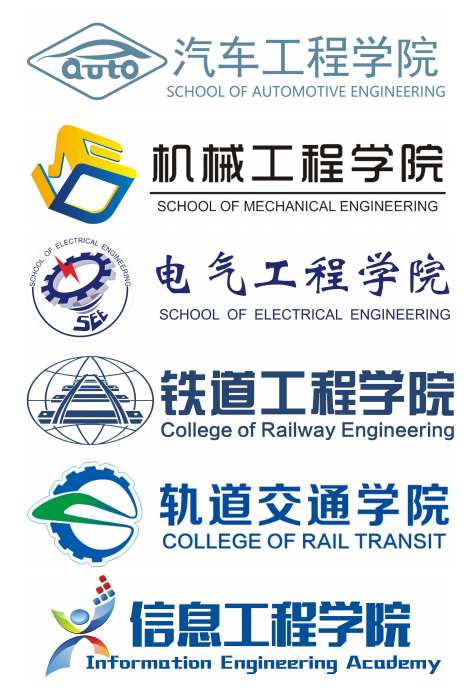 auto
汽车工程学院
SCHOOL OF AUTOMOTIVE ENGINEERING
机械工程学院
SCHOOL OF MECHANICAL ENGINEERING
SCHOOL OF ELECTRICAL ENGINEERING
SEE
电气工程学院
SCHOOL OF ELECTRICAL ENGINEERING
铁道工程学院
College of Railway Engineering
轨道交通学院
COLLEGE OF RAIL TRANSIT
信息工程学院
Information Engineering Academy